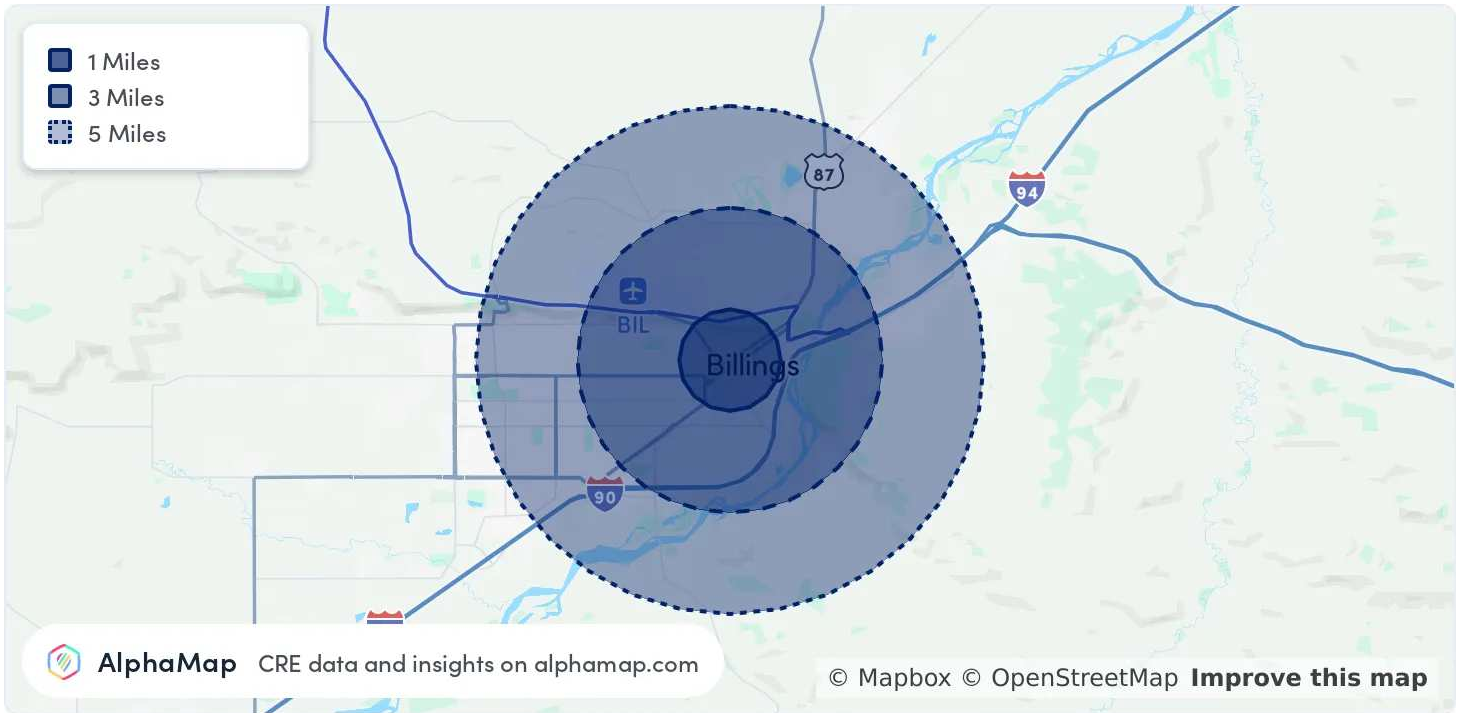 1 Miles
3 Miles
5 Miles
87
94
BIL
Billings
90
AlphaMap CRE data and insights on alphamap.com
© Mapbox © OpenStreetMap Improve this map